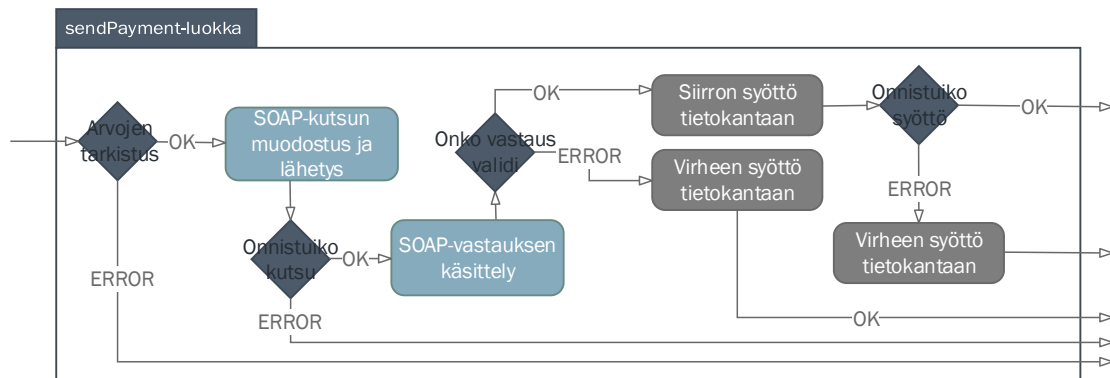 sendPayment-luokka
Arvojen
tarkistus
OK
SOAP-kutsun
muodostus ja
lähetys
Onnistuiko
kutsu
OK
SOAP-vastauksen
käsittely
Onko vastaus
validi
OK
Siirron syöttö
tietokantaan
Onnistuiko
syöttö
OK
ERROR
Virheen syöttö
tietokantaan
ERROR
Virheen syöttö
tietokantaan
OK
ERROR
ERROR